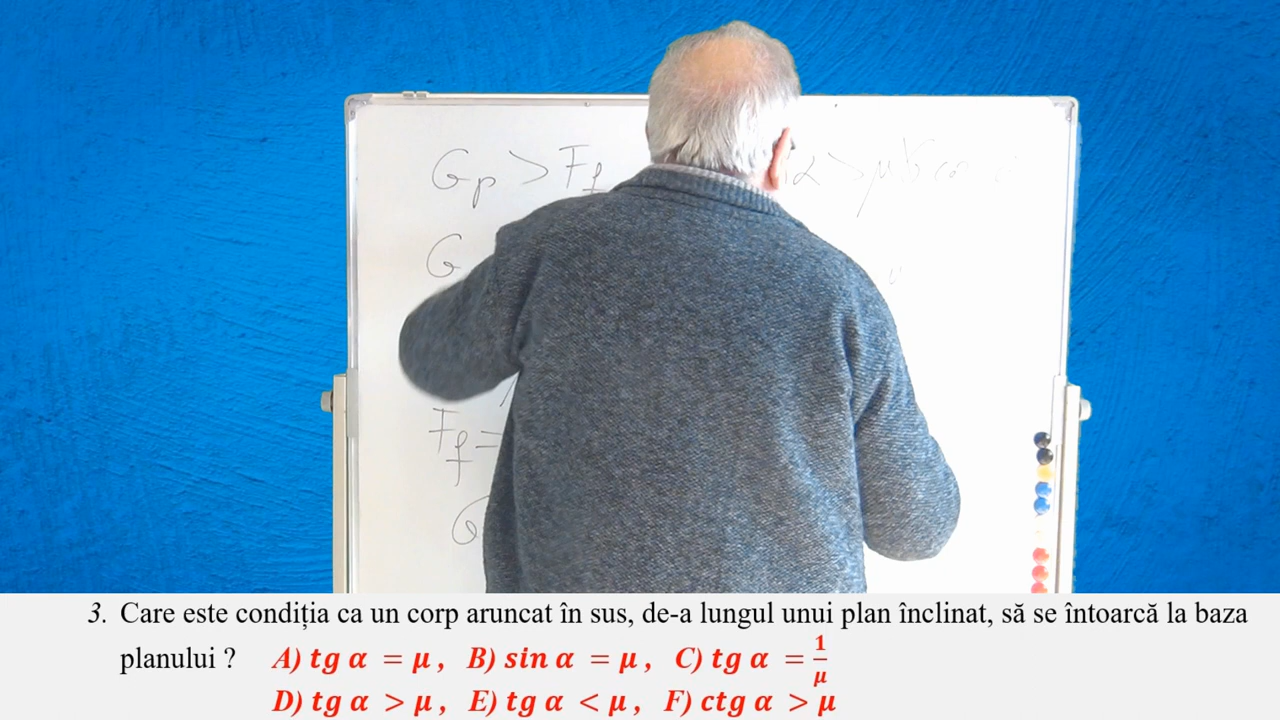 Gp > Ff α > μ G cos
G
Ff =
G
3. Care este condiția ca un corp aruncat în sus, de-a lungul unui plan înclinat, să se întoarcă la baza
planului ? A) tg α = μ , B) sin α = μ , C) tg α = 1/μ
D) tg α > μ , E) tg α < μ , F) ctg α > μ